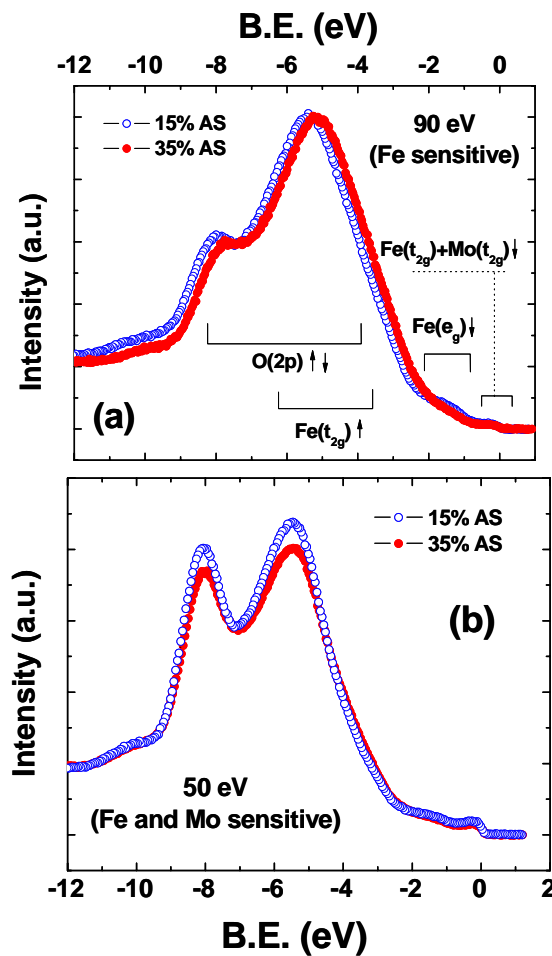 B.E. (eV)
-12 -10 -8 -6 -4 -2 0
15% AS
35% AS
90 eV
(Fe sensitive)
Fe(t2g)+Mo(t2g)↓
Fe(eg)↓
O(2p)↑↓
Fe(t2g)↑
(a)
Intensity (a.u.)
15% AS
35% AS
(b)
50 eV
(Fe and Mo sensitive)
Intensity (a.u.)
-12 -10 -8 -6 -4 -2 0 2
B.E. (eV)